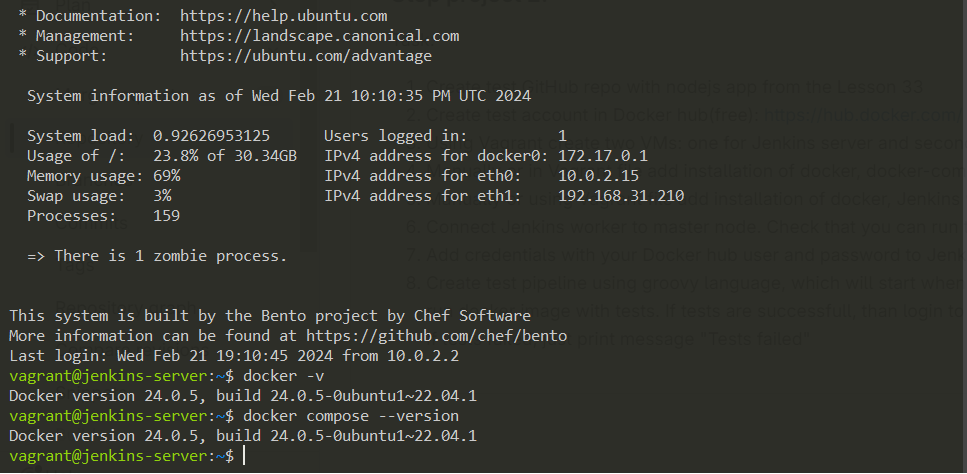 * Documentation:  https://help.ubuntu.com
* Management:     https://landscape.canonical.com
* Support:        https://ubuntu.com/advantage
System information as of Wed Feb 21 10:10:35 PM UTC 2024
System load:  0.92626953125      Users logged in:          1
Usage of /:   23.8% of 30.34GB   IPv4 address for docker0: 172.17.0.1
Memory usage: 69%                IPv4 address for eth0:    10.0.2.15
Swap usage:   3%                 IPv4 address for eth1:    192.168.31.210
Processes:    159
=> There is 1 zombie process.
This system is built by the Bento project by Chef Software
More information can be found at https://github.com/chef/bento
Last login: Wed Feb 21 19:10:45 2024 from 10.0.2.2
vagrant@jenkins-server:~$ docker -v
Docker version 24.0.5, build 24.0.5-0ubuntu1~22.04.1
vagrant@jenkins-server:~$ docker compose --version
Docker version 24.0.5, build 24.0.5-0ubuntu1~22.04.1
vagrant@jenkins-server:~$